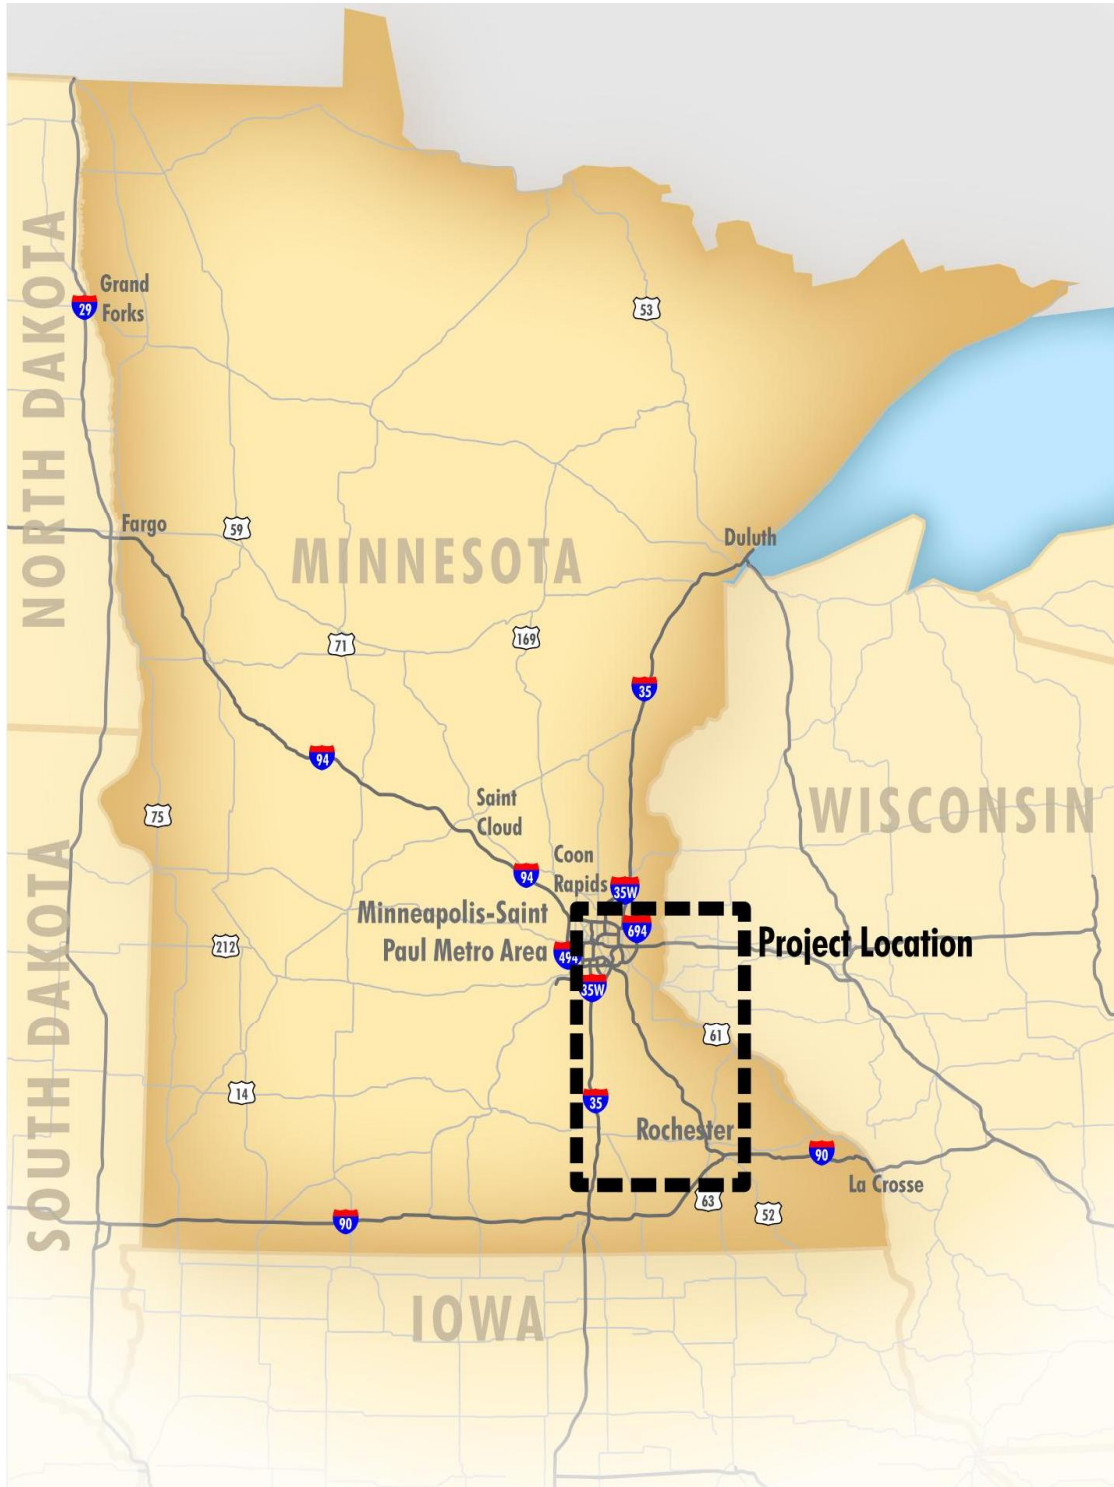 Grand
Forks
29
53
NORTH DAKOTA
Fargo
59
MINNESOTA
Duluth
71
169
35
94
75
Saint
Cloud
WISCONSIN
Coon
Rapids
94
35W
Minneapolis-Saint
Paul Metro Area
694
494
Project Location
212
35W
61
SOUTH DAKOTA
14
35
Rochester
90
La Crosse
63
52
90
IOWA